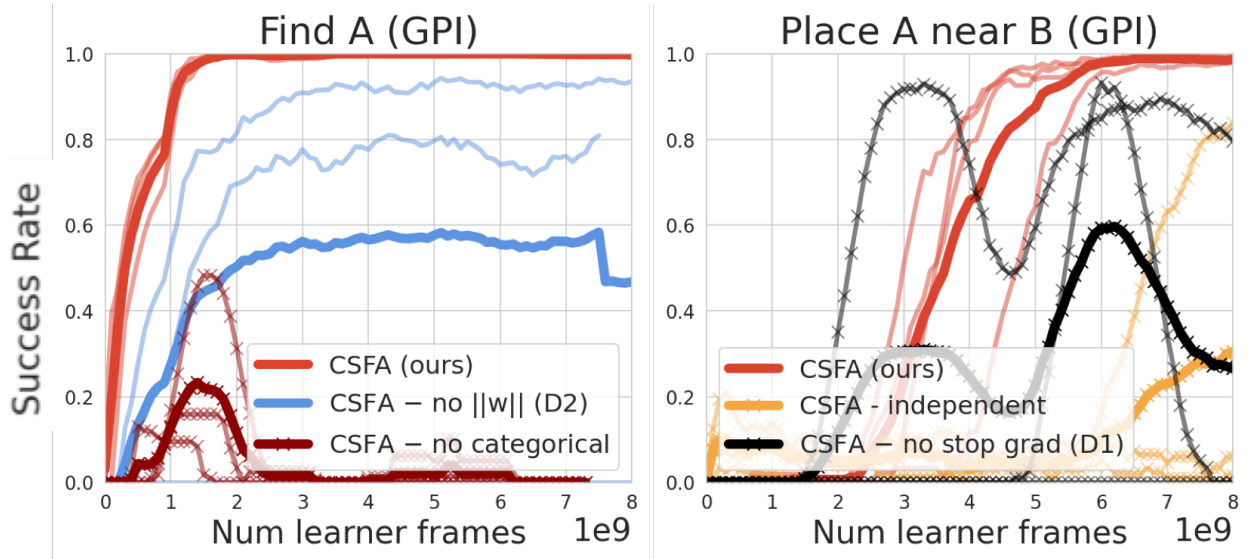 Find A (GPI)
Place A near B (GPI)
Success Rate
1.0
0.8
0.6
0.4
0.2
0.0
0 1 2 3 4 5 6 7 8
Num learner frames 1e9
CSFA (ours)
CSFA − no ||w|| (D2)
CSFA − no categorical
1.0
0.8
0.6
0.4
0.2
0.0
0 1 2 3 4 5 6 7 8
Num learner frames 1e9
CSFA (ours)
CSFA - independent
CSFA − no stop grad (D1)